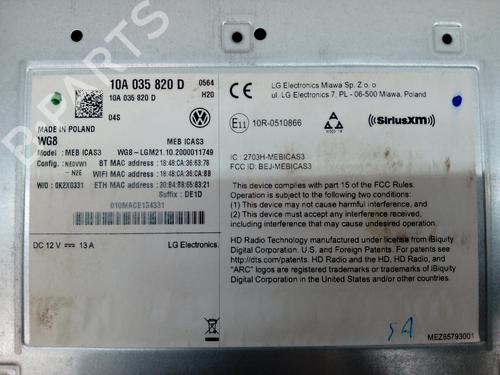 10A 035 820 D 0564
10A 035 820 D H20
04S
MADE IN POLAND
WG8 MEB ICAS3
Model : MEB ICAS3 WG8-LGM21.10.2000011749
Config. : NE0VW1 BT MAC address : 18:48:CA:36:63:78
- N2E WiFi MAC address : 18:48:CA:36:CA:8B
W/O : 0K2X0331 ETH MAC address : 30:B4:B8:65:83:21
Suffix : DE1D
010MACE134331
DC 12 V 13 A LG Electronics.
CE
LG Electronics Mlawa Sp. Z o. o
ul. LG Electronics 7, PL - 06-500 Mlawa, Poland
E11 10R-0510866
SiriusXM
IC : 2703H-MEBICAS3
FCC ID : BEJ-MEBICAS3
This device complies with part 15 of the FCC Rules.
Operation is subject to the following two conditions:
(1) This device may not cause harmful interference, and
(2) This device must accept any interference received,
including interference that may cause undesired operation.
HD Radio Technology manufactured under license from iBiquity
Digital Corporation. U.S. and Foreign Patents. For patents see
http://dts.com/patents. HD Radio and the HD, HD Radio, and
"ARC" logos are registered trademarks or trademarks of iBiquity
Digital Corporation in the United States and/or other countries.
5A
MEZ65793001